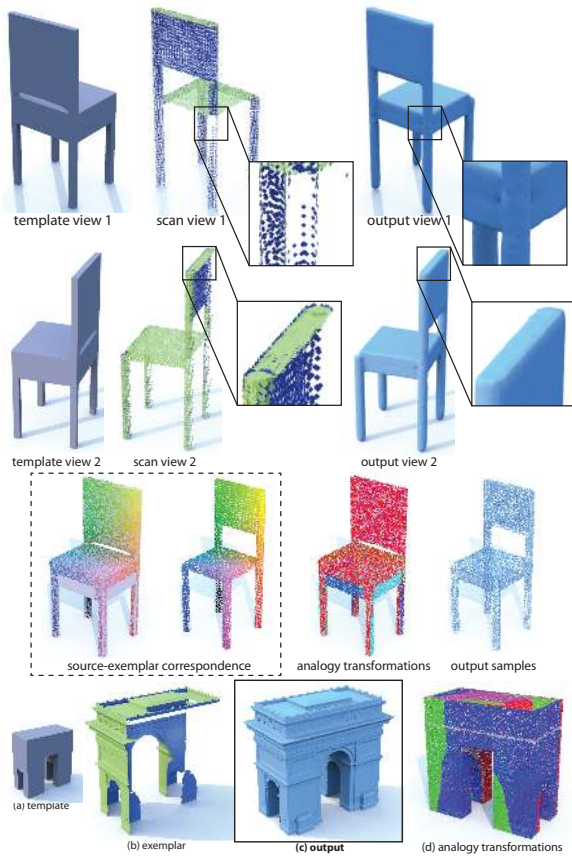 template view 1
scan view 1
output view 1
template view 2
scan view 2
output view 2
source-exemplar correspondence
analogy transformations
output samples
(a) template
(b) exemplar
(c) output
(d) analogy transformations